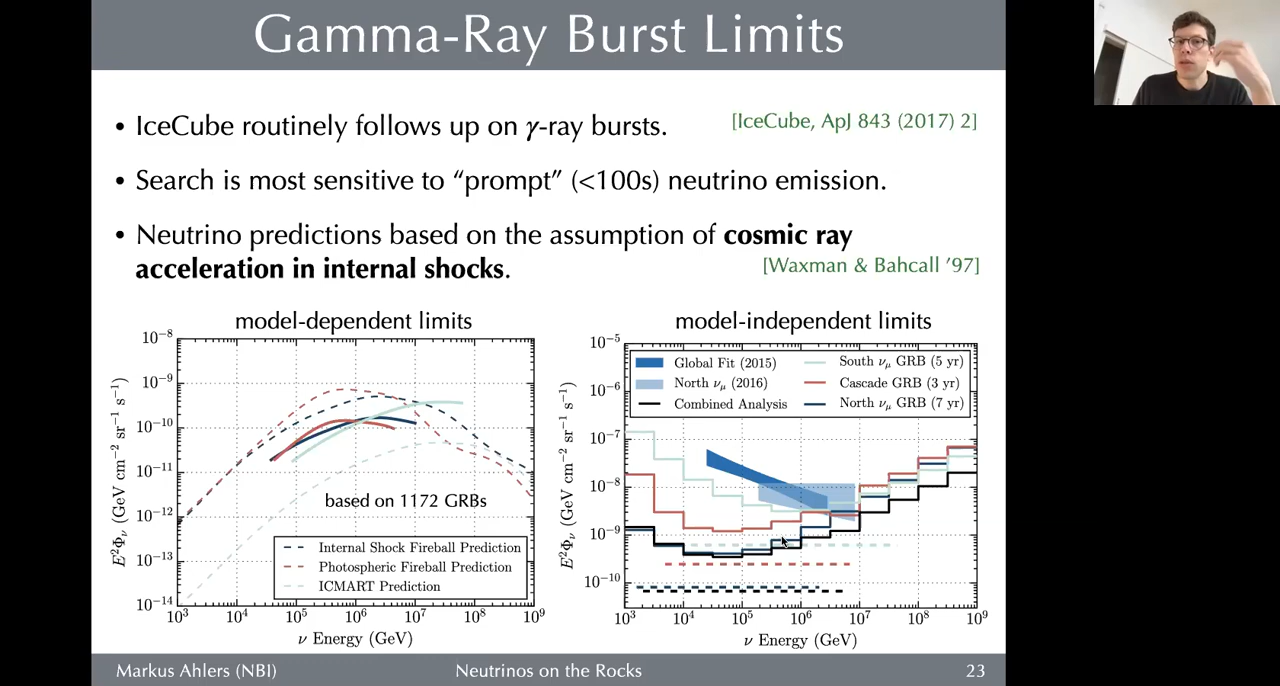 Gamma-Ray Burst Limits
• IceCube routinely follows up on γ-ray bursts. [IceCube, ApJ 843 (2017) 2]
• Search is most sensitive to “prompt” (<100s) neutrino emission.
• Neutrino predictions based on the assumption of cosmic ray
acceleration in internal shocks. [Waxman & Bahcall ’97]
model-dependent limits
10⁻⁸
10⁻⁹
10⁻¹⁰
10⁻¹¹
10⁻¹²
10⁻¹³
10⁻¹⁴
E²Φν (GeV cm⁻² sr⁻¹ s⁻¹)
based on 1172 GRBs
Internal Shock Fireball Prediction
Photospheric Fireball Prediction
ICMART Prediction
10³ 10⁴ 10⁵ 10⁶ 10⁷ 10⁸ 10⁹
ν Energy (GeV)
model-independent limits
10⁻⁵
10⁻⁶
10⁻⁷
10⁻⁸
10⁻⁹
10⁻¹⁰
E²Φν (GeV cm⁻² sr⁻¹ s⁻¹)
Global Fit (2015) South νμ GRB (5 yr)
North νμ (2016) Cascade GRB (3 yr)
Combined Analysis North νμ GRB (7 yr)
10³ 10⁴ 10⁵ 10⁶ 10⁷ 10⁸ 10⁹
ν Energy (GeV)
Markus Ahlers (NBI) Neutrinos on the Rocks 23